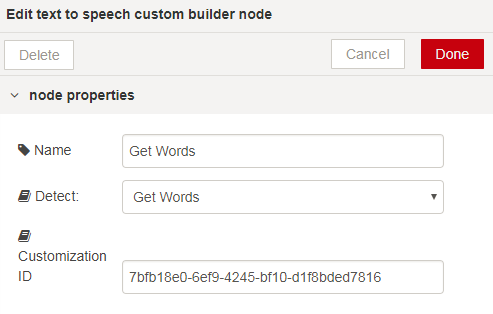 Edit text to speech custom builder node
Delete
Cancel
Done
node properties
Name
Get Words
Detect:
Get Words
Customization
ID
7bfb18e0-6ef9-4245-bf10-d1f8bded7816